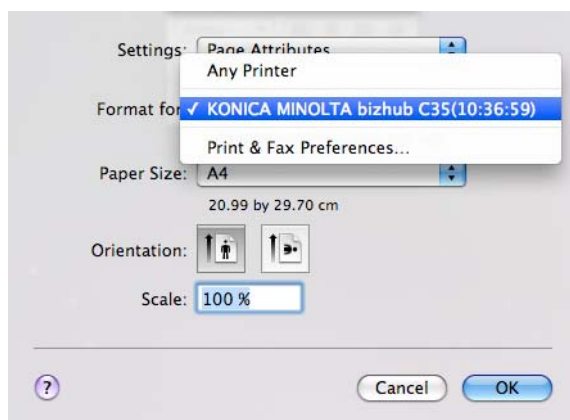 Settings: Page Attributes
Any Printer
Format for ✓ KONICA MINOLTA bizhub C35(10:36:59)
Print & Fax Preferences...
Paper Size: A4
20.99 by 29.70 cm
Orientation:
Scale: 100 %
? Cancel OK